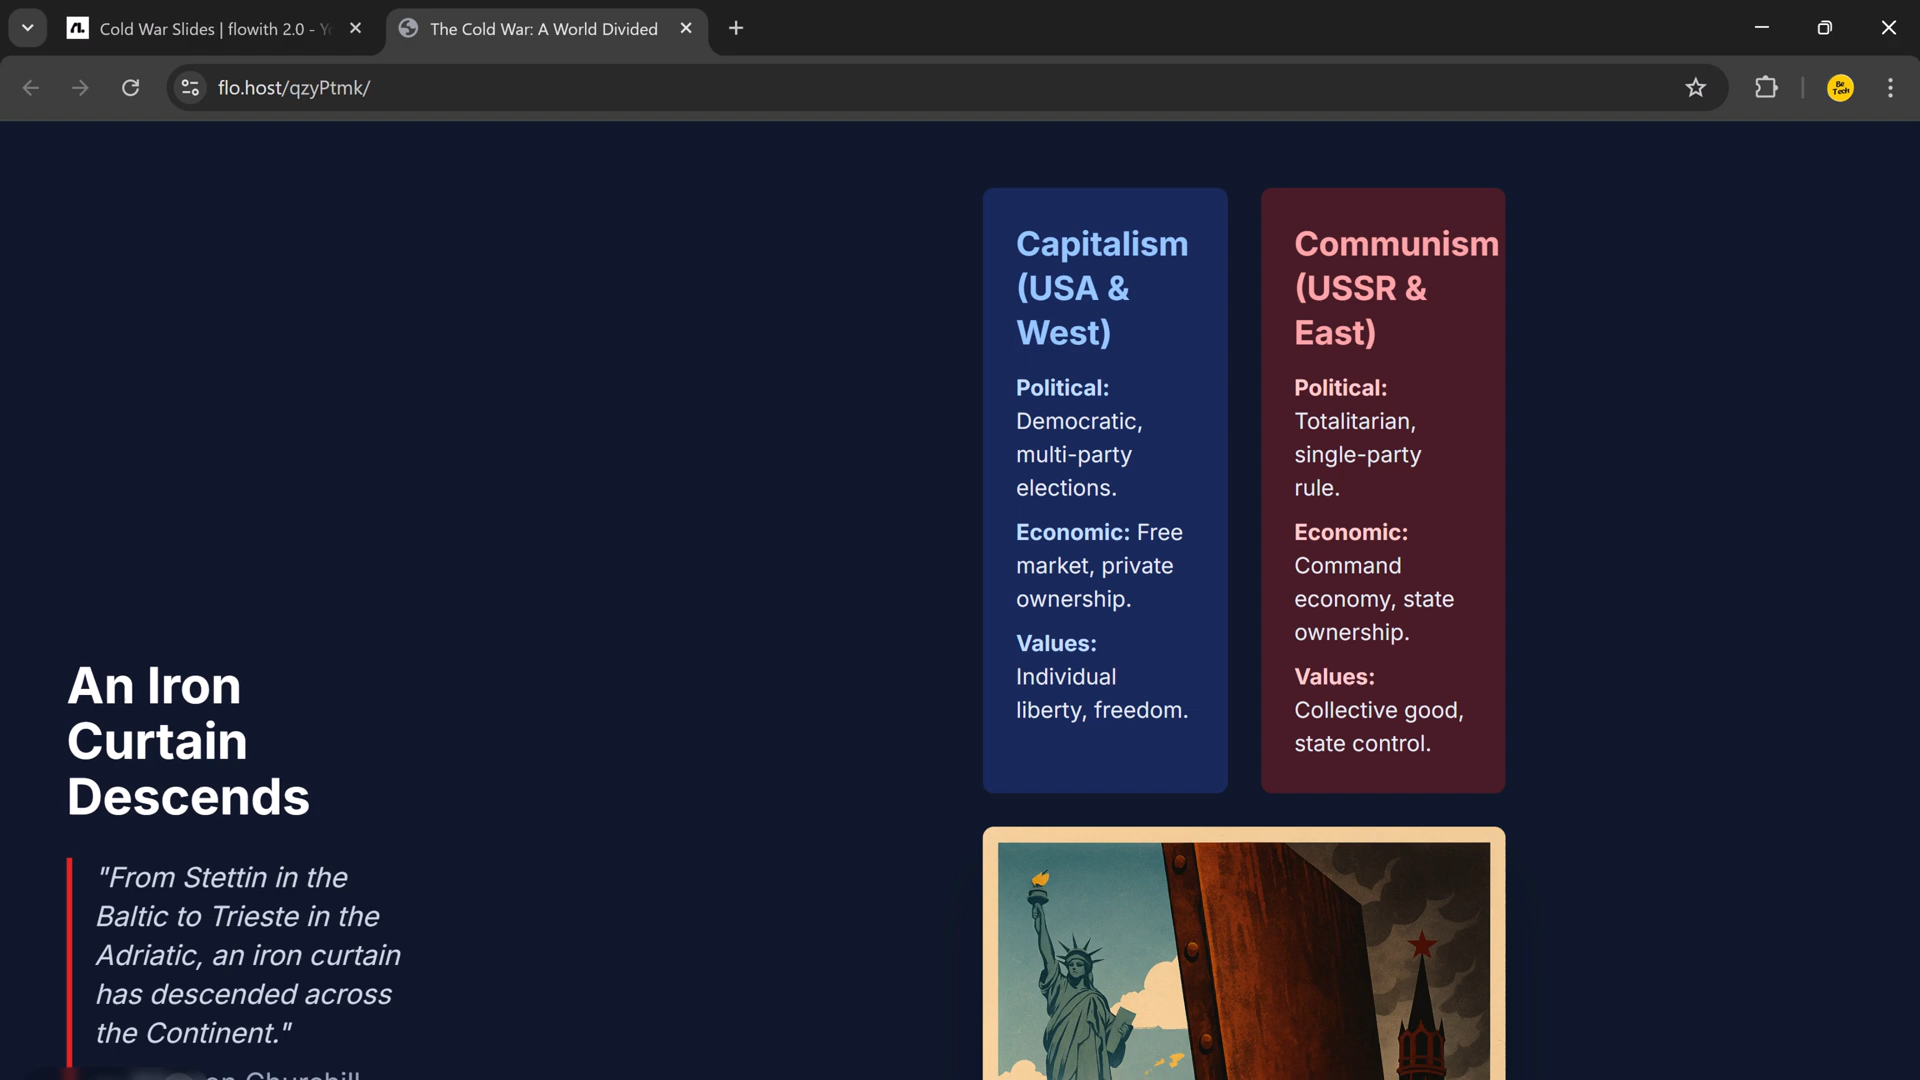 Cold War Slides | flowith 2.0 - Yo
The Cold War: A World Divided
flo.host/qzyPtmk/
Be
Tech
Capitalism
(USA &
West)
Political:
Democratic,
multi-party
elections.
Economic: Free
market, private
ownership.
Values:
Individual
liberty, freedom.
Communism
(USSR &
East)
Political:
Totalitarian,
single-party
rule.
Economic:
Command
economy, state
ownership.
Values:
Collective good,
state control.
An Iron
Curtain
Descends
"From Stettin in the
Baltic to Trieste in the
Adriatic, an iron curtain
has descended across
the Continent."
Churchill